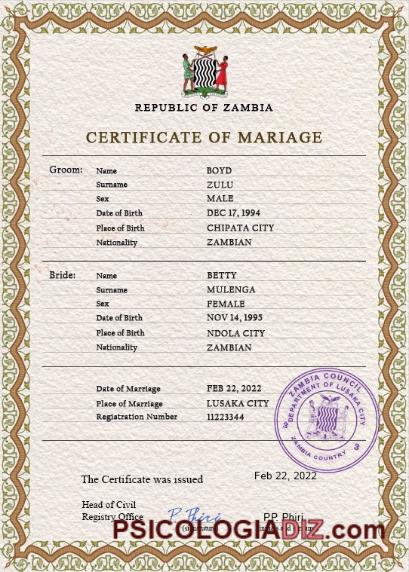 REPUBLIC OF ZAMBIA
CERTIFICATE OF MARIAGE
Groom: Name BOYD
Surname ZULU
Sex MALE
Date of Birth DEC 17, 1994
Place of Birth CHIPATA CITY
Nationality ZAMBIAN
Bride: Name BETTY
Surname MULENGA
Sex FEMALE
Date of Birth NOV 14, 1995
Place of Birth NDOLA CITY
Nationality ZAMBIAN
Date of Marriage FEB 22, 2022
Place of Marriage LUSAKA CITY
Registration Number 11223344
ZAMBIA COUNCIL
DEPARTMENT OF LUSAKA CITY
ZAMBIA COUNTRY
The Certificate was issued Feb 22, 2022
Head of Civil
Registry Office P. Phiri P.P. Phiri
PSICOLOGIADIZ.com